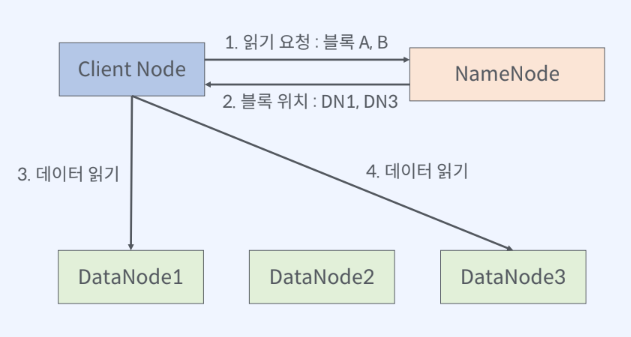 1. 읽기 요청 : 블록 A, B
Client Node
NameNode
2. 블록 위치 : DN1, DN3
3. 데이터 읽기
4. 데이터 읽기
DataNode1
DataNode2
DataNode3